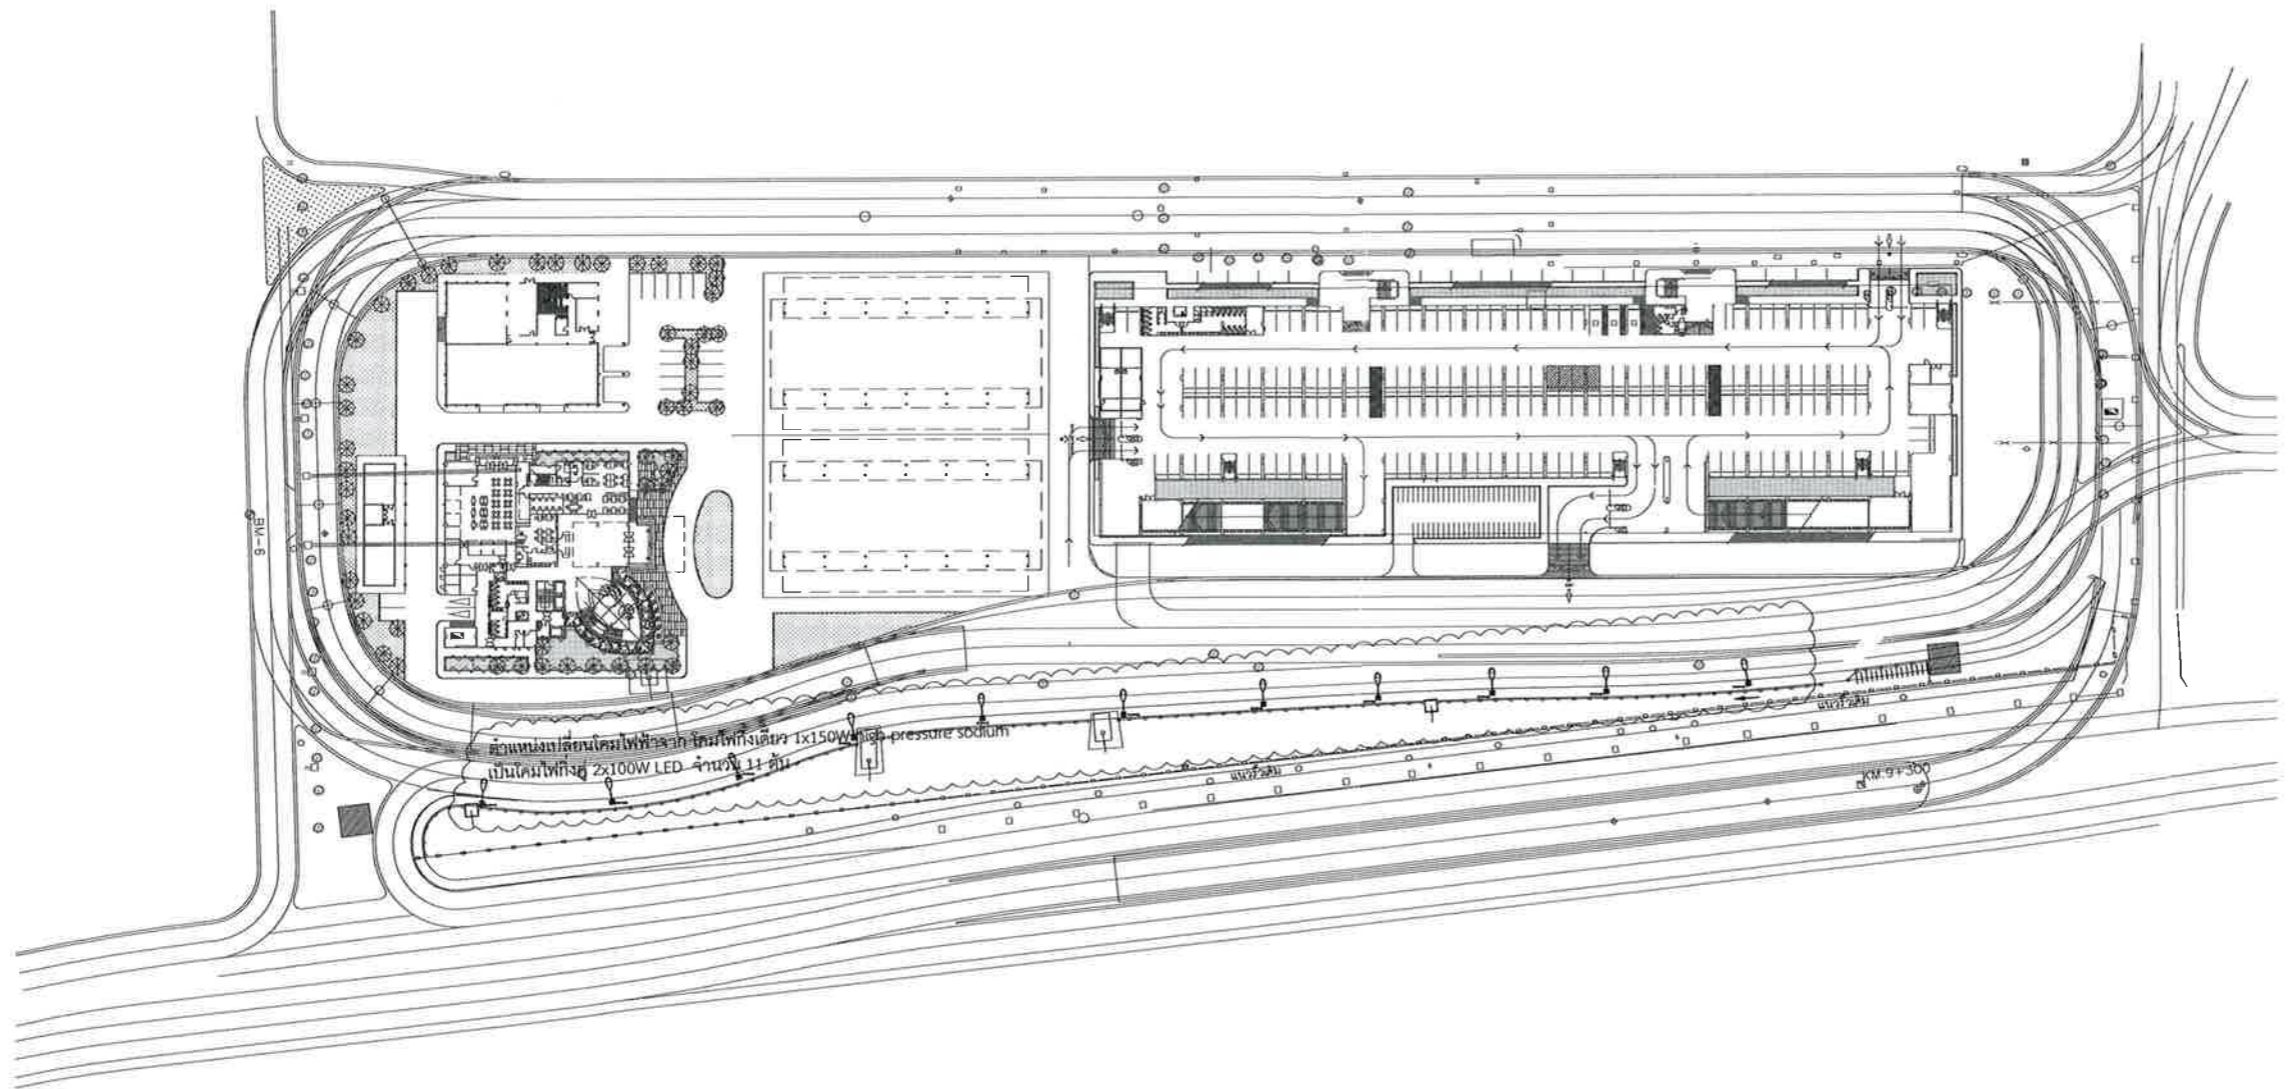 BM-6
แนวรั้วเดิม
ตำแหน่งเปลี่ยนโคมไฟฟ้าจาก โคมไฟกิ่งเดี่ยว 1x150W high pressure sodium
เป็นโคมไฟกิ่งคู่ 2x100W LED จำนวน 11 ต้น
แนวรั้วเดิม
KM.9+300